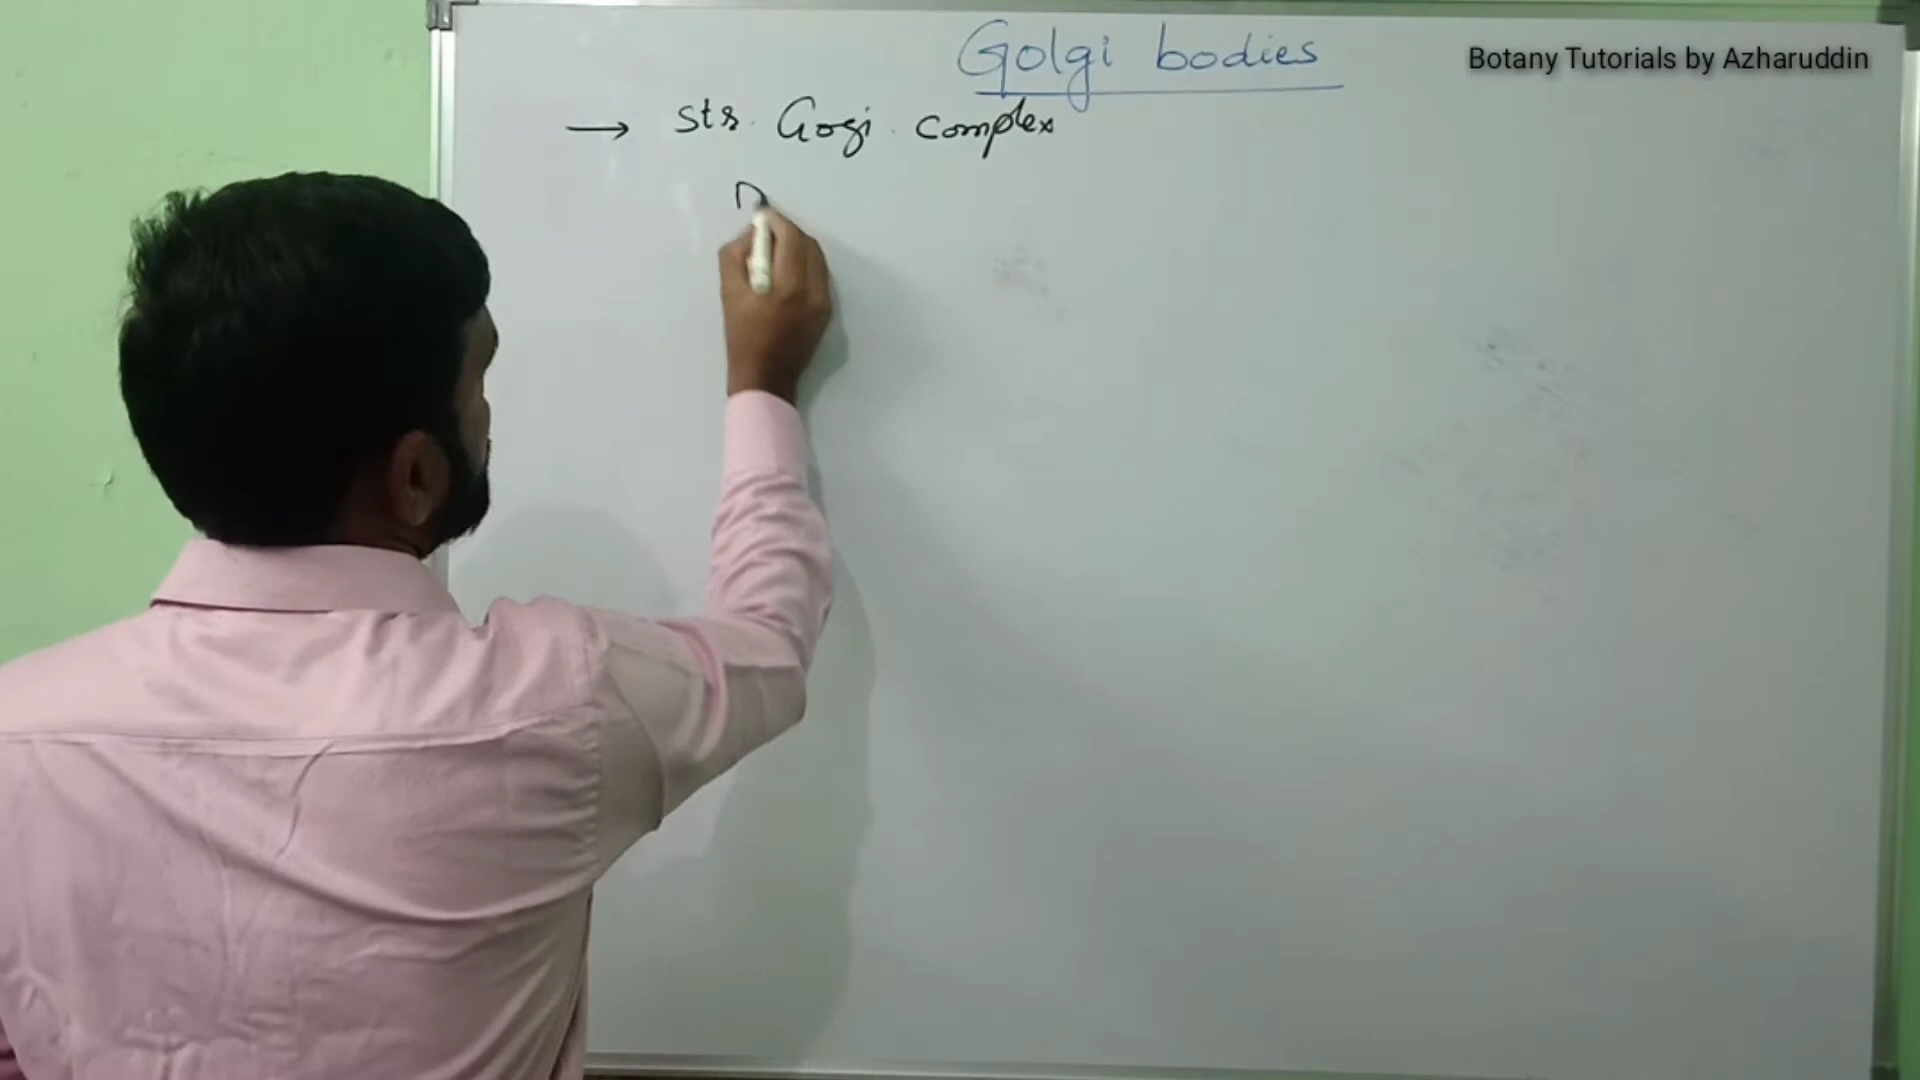 Golgi bodies
Botany Tutorials by Azharuddin
→ Str. Gogi. Complex